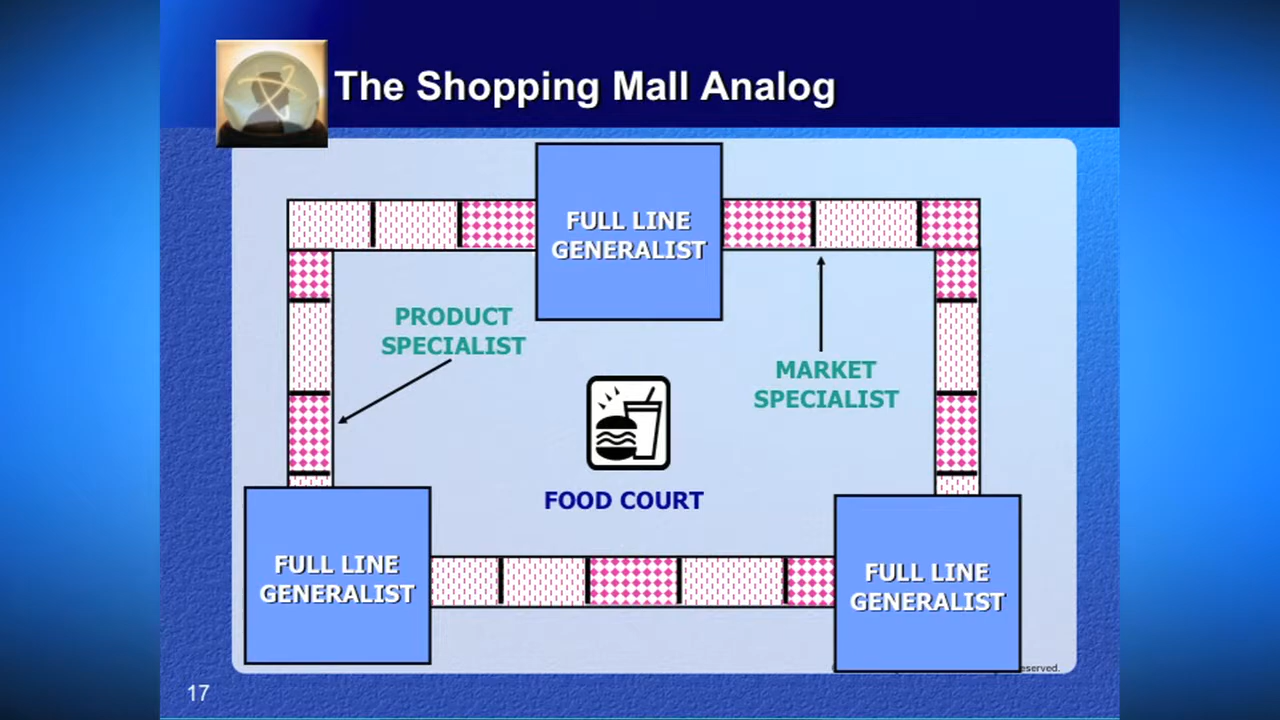 The Shopping Mall Analog
FULL LINE
GENERALIST
PRODUCT
SPECIALIST
MARKET
SPECIALIST
FOOD COURT
FULL LINE
GENERALIST
FULL LINE
GENERALIST
17